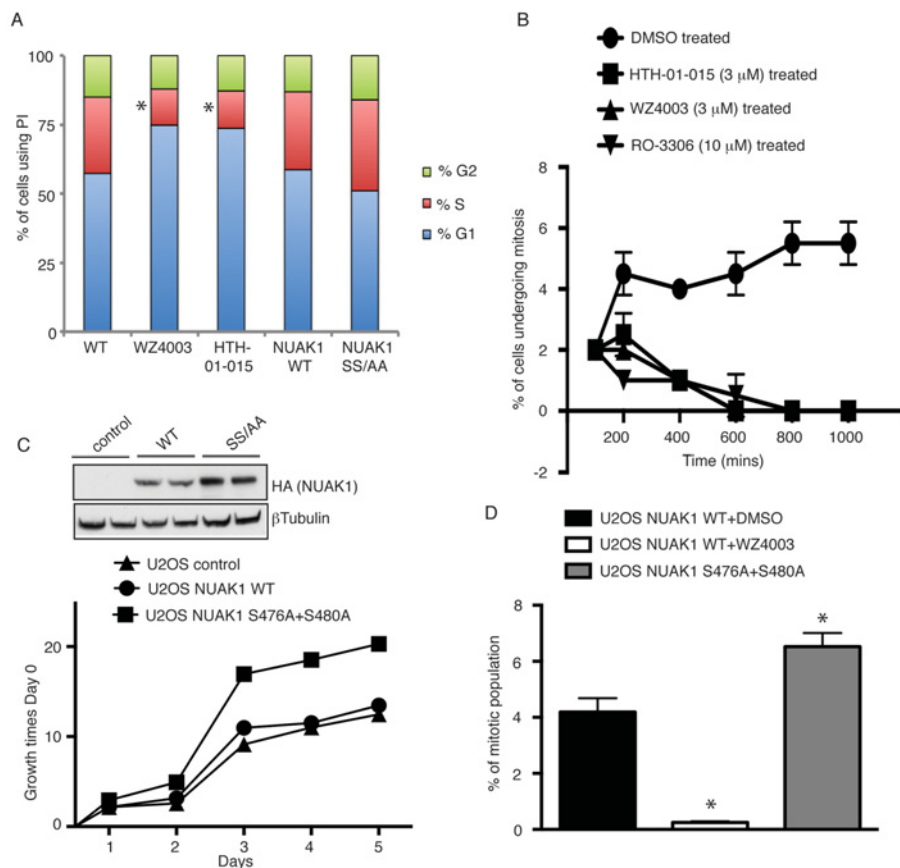 A
100
75
50
25
0
% of cells using PI
*
*
WT
WZ4003
HTH-
01-015
NUAK1
WT
NUAK1
SS/AA
% G2
% S
% G1
B
DMSO treated
HTH-01-015 (3 μM) treated
WZ4003 (3 μM) treated
RO-3306 (10 μM) treated
8
6
4
2
0
-2
% of cells undergoing mitosis
200
400
600
800
1000
Time (mins)
C
control
WT
SS/AA
HA (NUAK1)
βTubulin
U2OS control
U2OS NUAK1 WT
U2OS NUAK1 S476A+S480A
20
10
0
Growth times Day 0
1
2
3
4
5
Days
D
U2OS NUAK1 WT+DMSO
U2OS NUAK1 WT+WZ4003
U2OS NUAK1 S476A+S480A
8
6
4
2
0
% of mitotic population
*
*